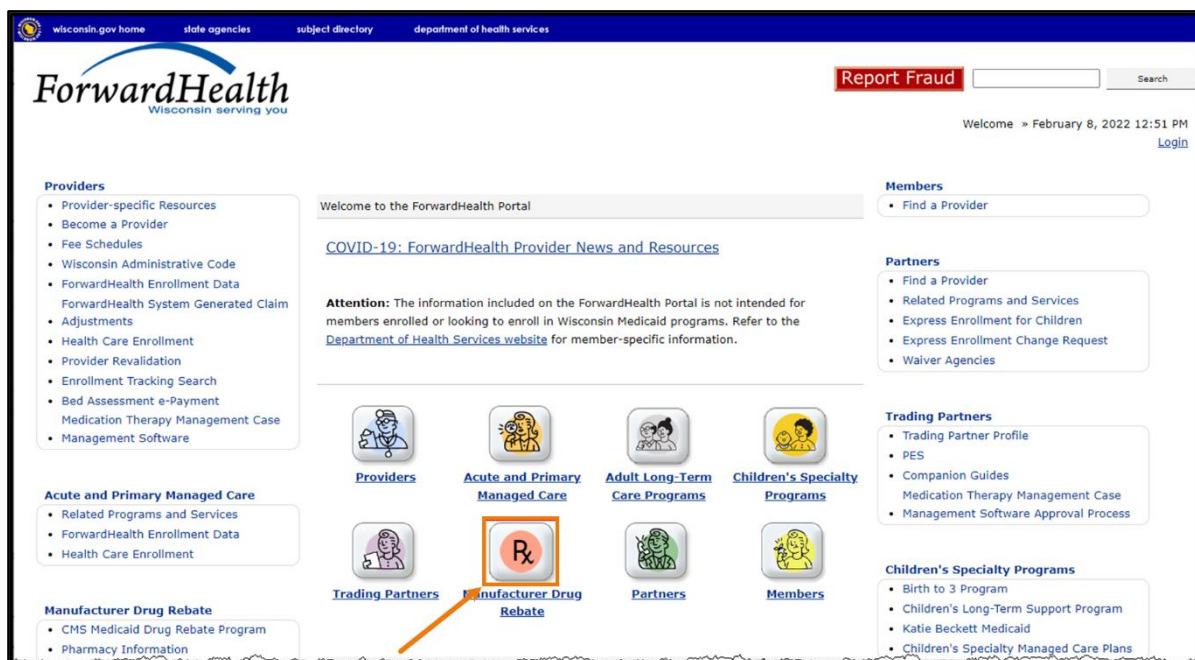 wisconsin.gov home state agencies subject directory department of health services
ForwardHealth
Wisconsin serving you
Report Fraud
Search
Welcome » February 8, 2022 12:51 PM
Login
Providers
• Provider-specific Resources
• Become a Provider
• Fee Schedules
• Wisconsin Administrative Code
• ForwardHealth Enrollment Data
ForwardHealth System Generated Claim
• Adjustments
• Health Care Enrollment
• Provider Revalidation
• Enrollment Tracking Search
• Bed Assessment e-Payment
Medication Therapy Management Case
• Management Software
Acute and Primary Managed Care
• Related Programs and Services
• ForwardHealth Enrollment Data
• Health Care Enrollment
Manufacturer Drug Rebate
• CMS Medicaid Drug Rebate Program
• Pharmacy Information
Welcome to the ForwardHealth Portal
COVID-19: ForwardHealth Provider News and Resources
Attention: The information included on the ForwardHealth Portal is not intended for
members enrolled or looking to enroll in Wisconsin Medicaid programs. Refer to the
Department of Health Services website for member-specific information.
Providers
Acute and Primary
Managed Care
Adult Long-Term
Care Programs
Children's Specialty
Programs
Trading Partners
Rx
Manufacturer Drug
Rebate
Partners
Members
Members
• Find a Provider
Partners
• Find a Provider
• Related Programs and Services
• Express Enrollment for Children
• Express Enrollment Change Request
• Waiver Agencies
Trading Partners
• Trading Partner Profile
• PES
• Companion Guides
Medication Therapy Management Case
• Management Software Approval Process
Children's Specialty Programs
• Birth to 3 Program
• Children's Long-Term Support Program
• Katie Beckett Medicaid
• Children's Specialty Managed Care Plans